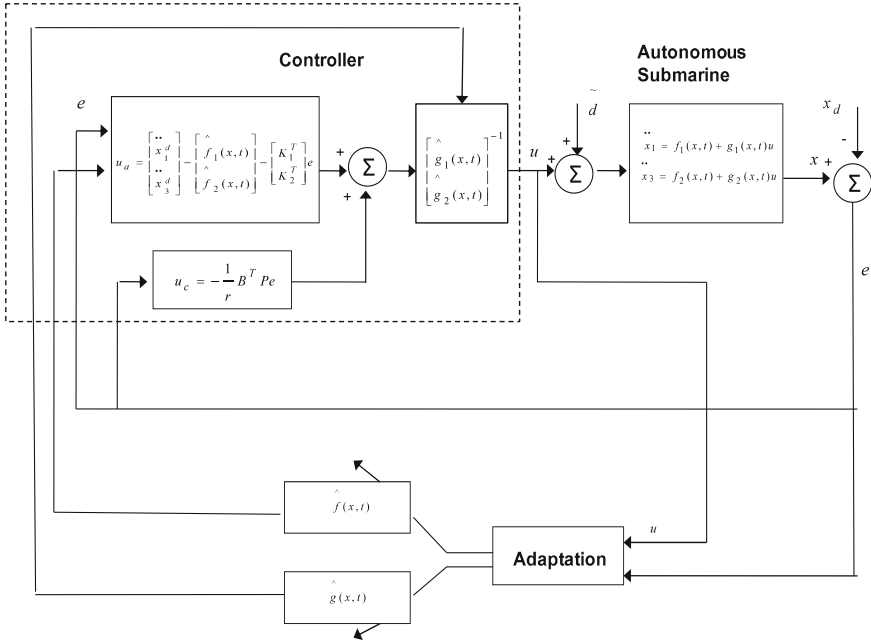 Controller
Autonomous
Submarine
e
u_a = [ẍ_1^d ẍ_3^d] − [f̂_1(x,t) f̂_2(x,t)] − [K_1^T K_2^T] e
+
Σ
+
[ĝ_1(x,t) ĝ_2(x,t)]^{-1}
u
d̃
+
+
Σ
ẍ_1 = f_1(x,t) + g_1(x,t)u
ẍ_3 = f_2(x,t) + g_2(x,t)u
x_d
-
x
+
Σ
e
u_c = − 1/r B^T Pe
f̂(x,t)
u
Adaptation
ĝ(x,t)